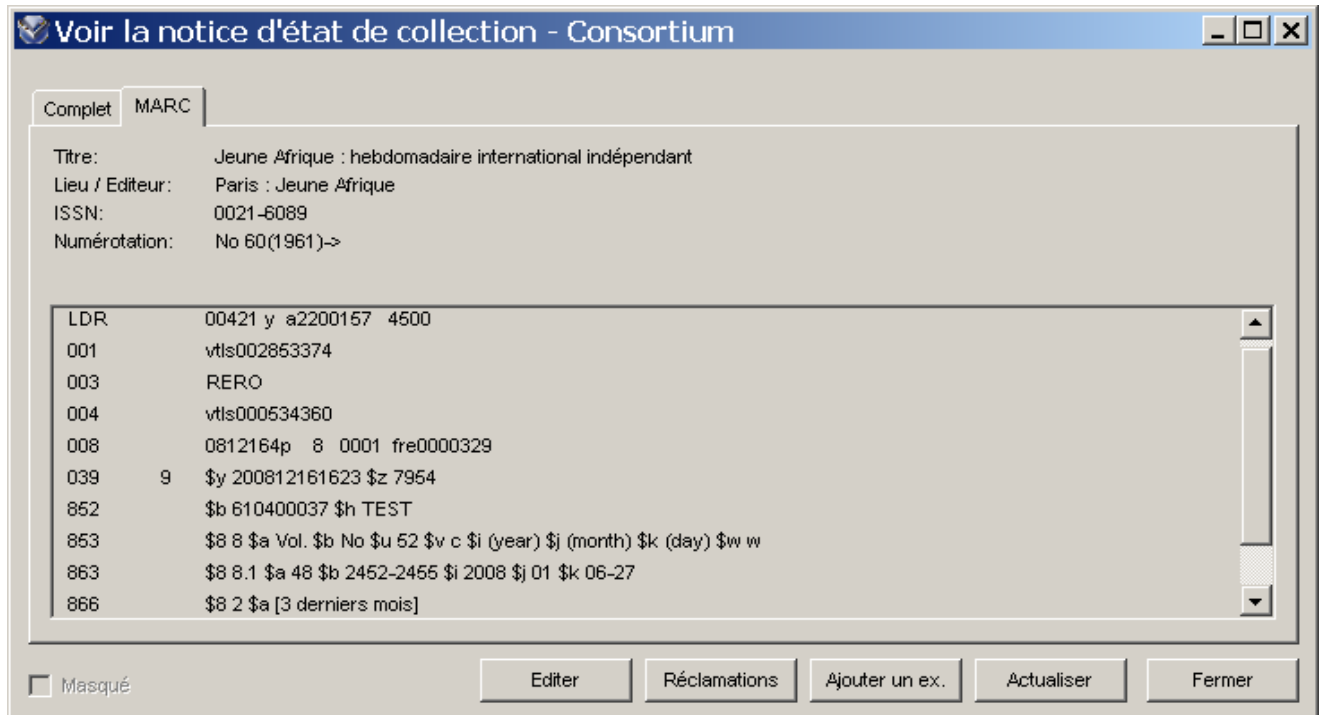 Voir la notice d'état de collection - Consortium
Complet MARC
Titre: Jeune Afrique : hebdomadaire international indépendant
Lieu / Editeur: Paris : Jeune Afrique
ISSN: 0021-6089
Numérotation: No 60(1961)->
LDR 00421 y a2200157 4500
001 vtls002853374
003 RERO
004 vtls000534360
008 0812164p 8 0001 fre0000329
039 9 $y 200812161623 $z 7954
852 $b 610400037 $h TEST
853 $8 8 $a Vol. $b No $u 52 $v c $i (year) $j (month) $k (day) $w w
863 $8 8.1 $a 48 $b 2452-2455 $i 2008 $j 01 $k 06-27
866 $8 2 $a [3 derniers mois]
Masqué Editer Réclamations Ajouter un ex. Actualiser Fermer